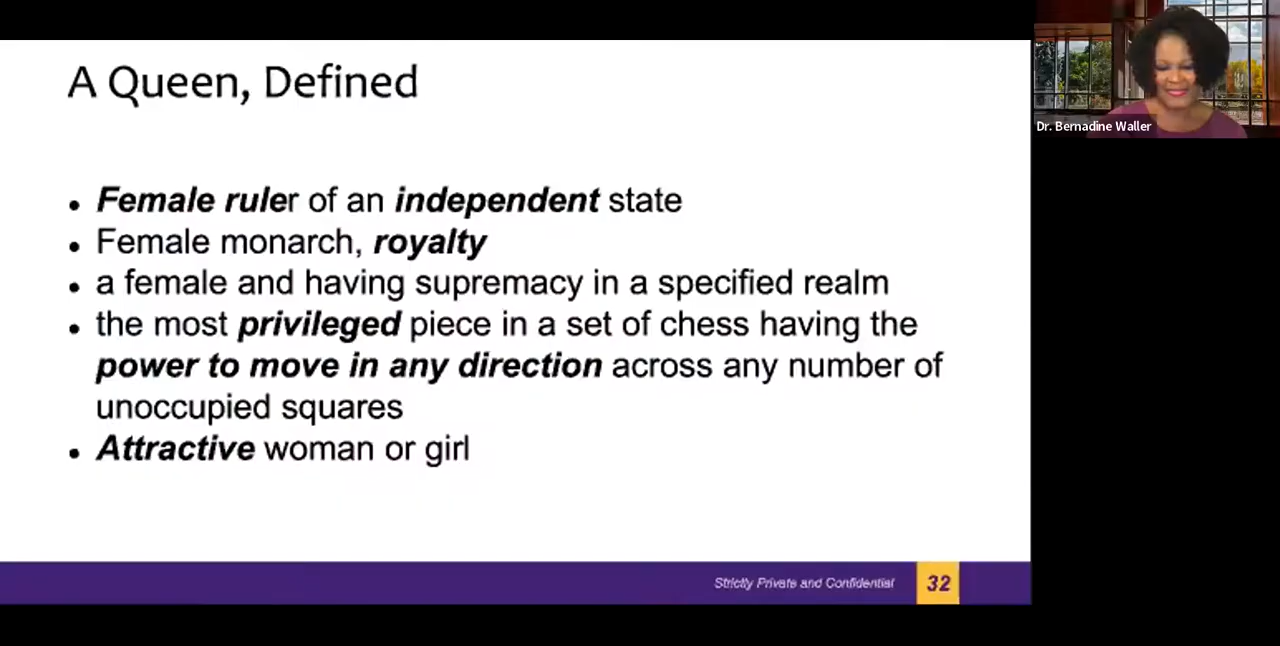 A Queen, Defined
Dr. Bernadine Waller
• Female ruler of an independent state
• Female monarch, royalty
• a female and having supremacy in a specified realm
• the most privileged piece in a set of chess having the
power to move in any direction across any number of
unoccupied squares
• Attractive woman or girl
Strictly Private and Confidential
32